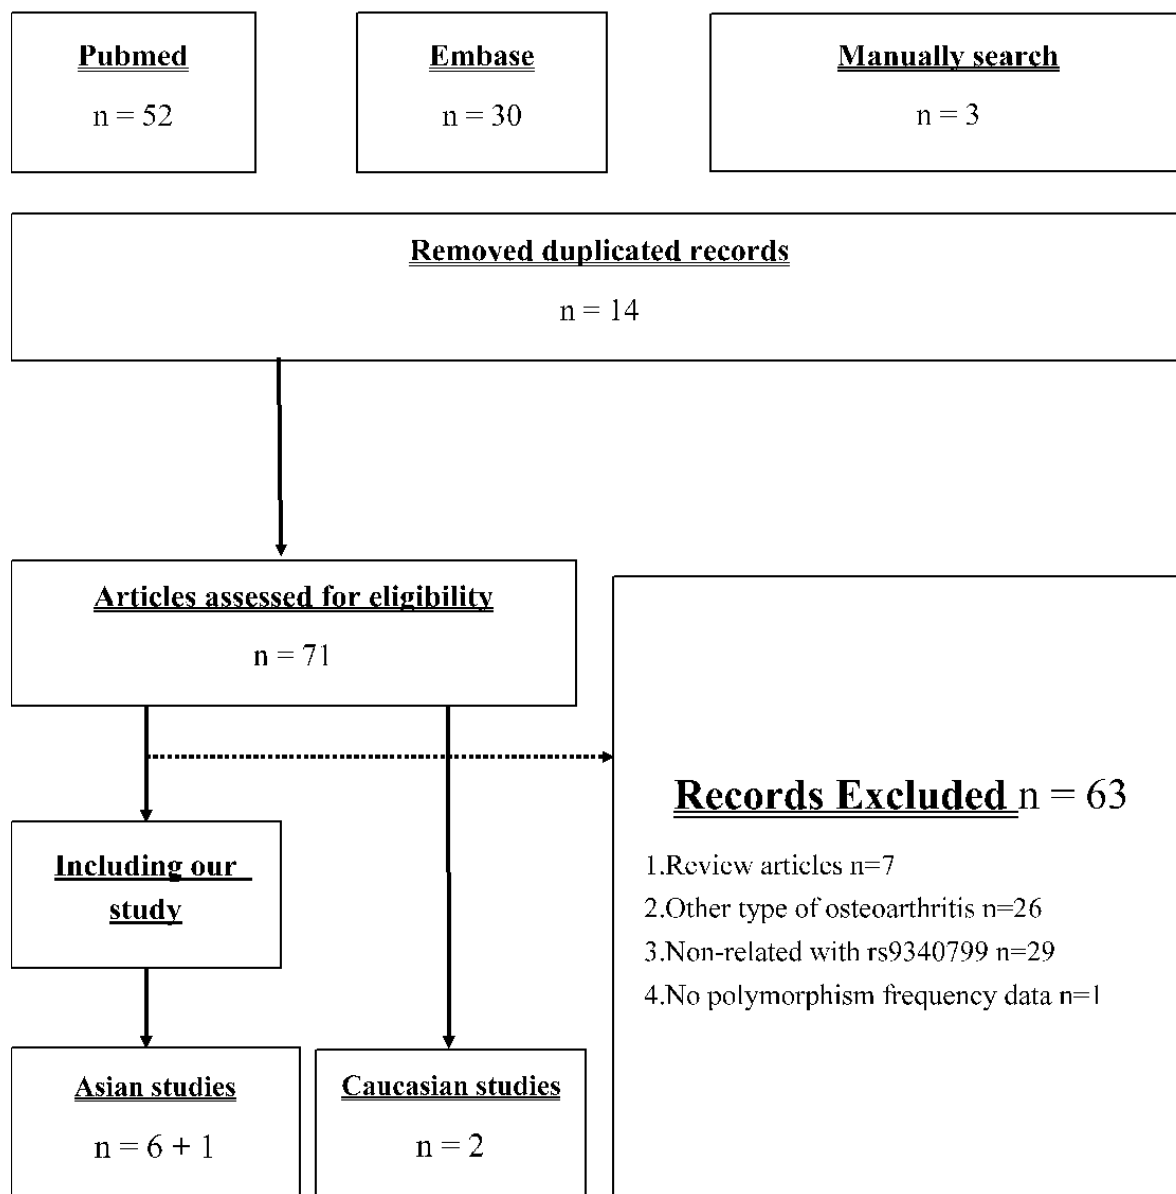 Pubmed
n = 52
Embase
n = 30
Manually search
n = 3
Removed duplicated records
n = 14
Articles assessed for eligibility
n = 71
Records Excluded n = 63
1.Review articles n=7
2.Other type of osteoarthritis n=26
3.Non-related with rs9340799 n=29
4.No polymorphism frequency data n=1
Including our
study
Asian studies
n = 6 + 1
Caucasian studies
n = 2